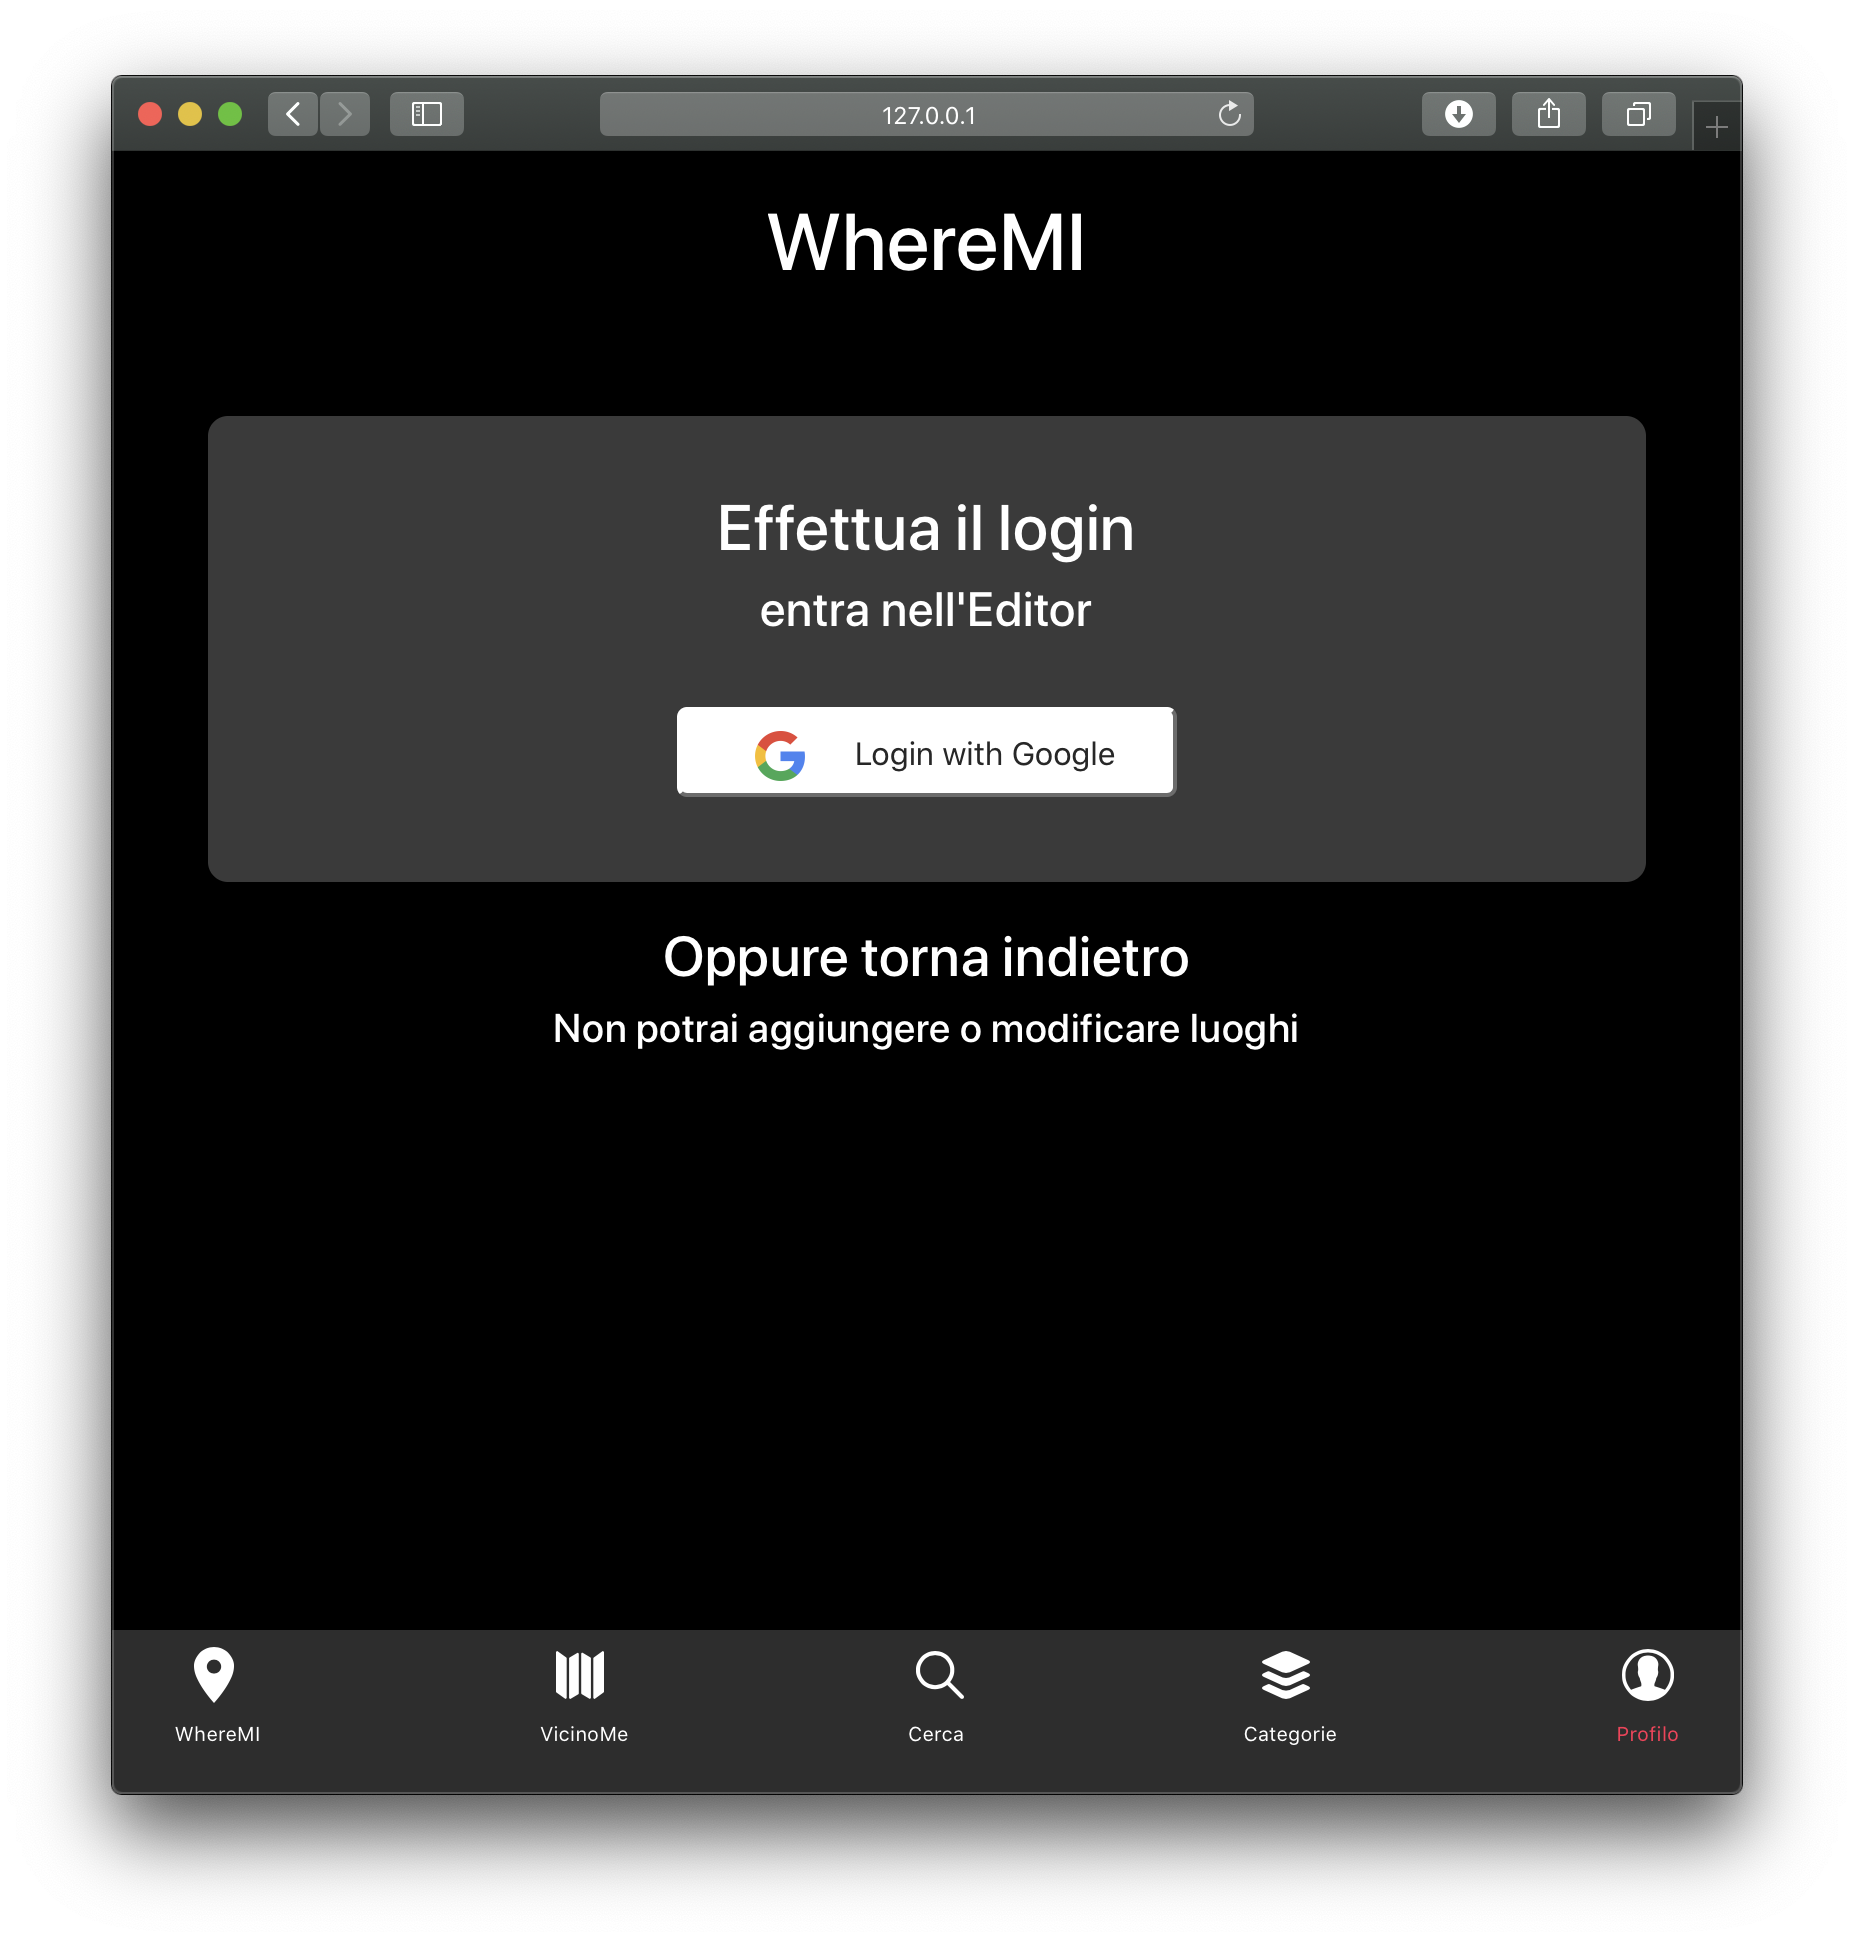 127.0.0.1
WhereMI
Effettua il login
entra nell'Editor
Login with Google
Oppure torna indietro
Non potrai aggiungere o modificare luoghi
WhereMI
VicinoMe
Cerca
Categorie
Profilo